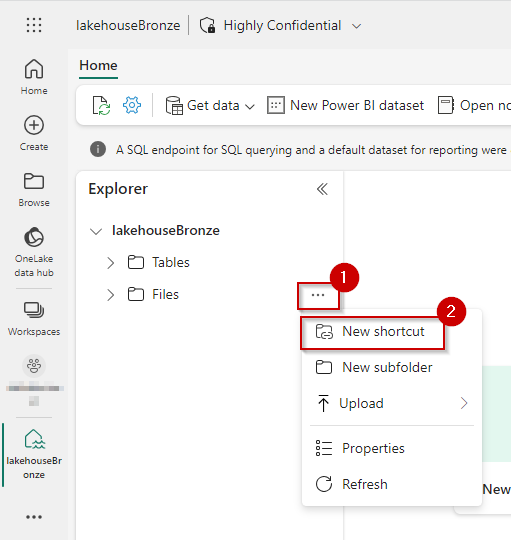 lakehouseBronze
Highly Confidential
Home
Home
Get data
New Power BI dataset
Open no
Create
A SQL endpoint for SQL querying and a default dataset for reporting were
Browse
Explorer
lakehouseBronze
OneLake
data hub
Tables
Files
...
1
2
New shortcut
Workspaces
New subfolder
Upload
Properties
Refresh
lakehouseBr
onze
New
...